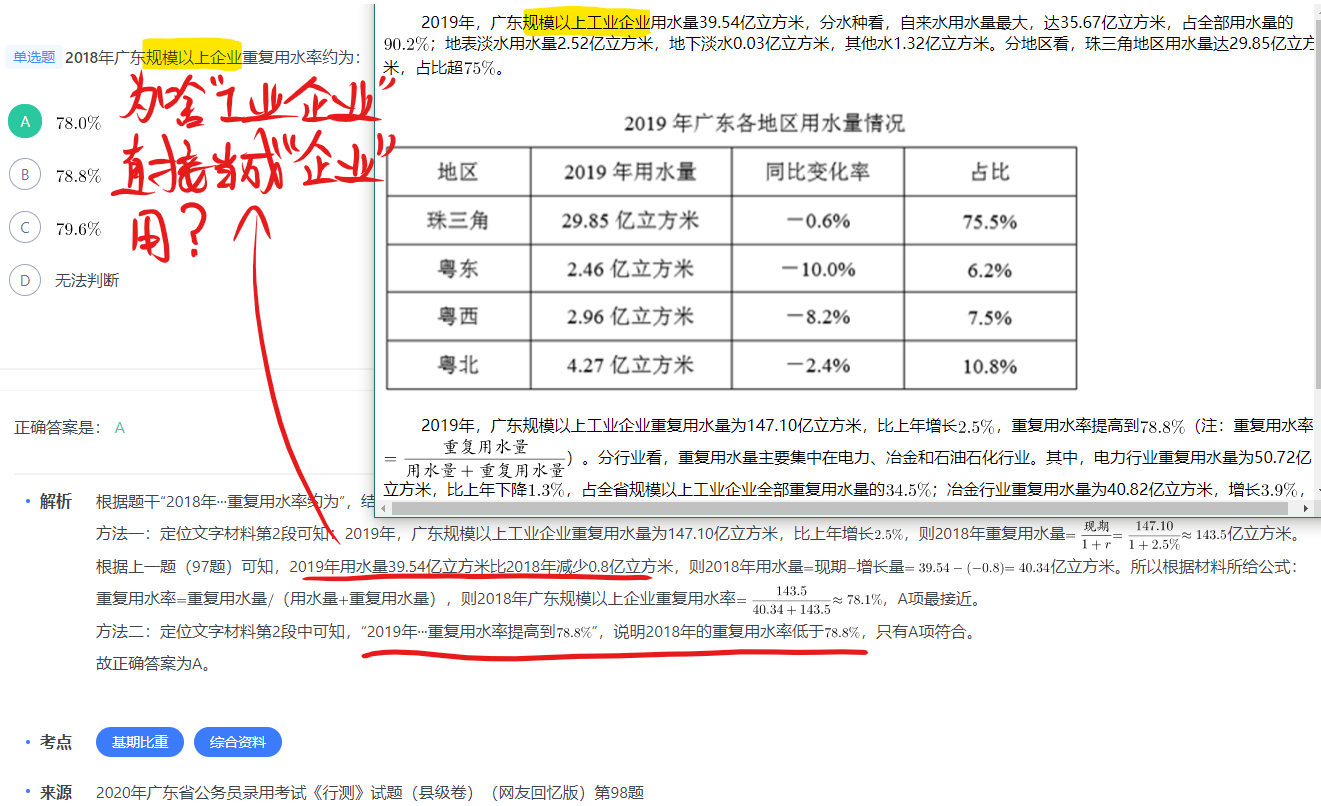 2019年，广东规模以上工业企业用水量39.54亿立方米，分水种看，自来水用水量最大，达35.67亿立方米，占全部用水量的
90.2%；地表淡水用水量2.52亿立方米，地下淡水0.03亿立方米，其他水1.32亿立方米。分地区看，珠三角地区用水量达29.85亿立方
米，占比超75%。
单选题 2018年广东规模以上企业重复用水率约为：
A 78.0%
B 78.8%
C 79.6%
D 无法判断
为啥“工业企业”
直接当成“企业”
用？
2019 年广东各地区用水量情况
地区 2019 年用水量 同比变化率 占比
珠三角 29.85 亿立方米 －0.6% 75.5%
粤东 2.46 亿立方米 －10.0% 6.2%
粤西 2.96 亿立方米 －8.2% 7.5%
粤北 4.27 亿立方米 －2.4% 10.8%
2019年，广东规模以上工业企业重复用水量为147.10亿立方米，比上年增长2.5%，重复用水率提高到78.8%（注：重复用水率
= 重复用水量 / 用水量 + 重复用水量）。分行业看，重复用水量主要集中在电力、冶金和石油石化行业。其中，电力行业重复用水量为50.72亿
立方米，比上年下降1.3%，占全省规模以上工业企业全部重复用水量的34.5%；冶金行业重复用水量为40.82亿立方米，增长3.9%，
正确答案是： A
解析 根据题干“2018年···重复用水率约为”，结
方法一：定位文字材料第2段可知：2019年，广东规模以上工业企业重复用水量为147.10亿立方米，比上年增长2.5%，则2018年重复用水量= 现期 / 1 + r = 147.10 / 1 + 2.5% ≈ 143.5亿立方米。
根据上一题（97题）可知，2019年用水量39.54亿立方米比2018年减少0.8亿立方米，则2018年用水量=现期−增长量= 39.54 − (−0.8)= 40.34亿立方米。所以根据材料所给公式：
重复用水率=重复用水量/（用水量+重复用水量），则2018年广东规模以上企业重复用水率= 143.5 / 40.34 + 143.5 ≈ 78.1%，A项最接近。
方法二：定位文字材料第2段中可知，“2019年···重复用水率提高到78.8%”，说明2018年的重复用水率低于78.8%，只有A项符合。
故正确答案为A。
考点 基期比重 综合资料
来源 2020年广东省公务员录用考试《行测》试题（县级卷）（网友回忆版）第98题